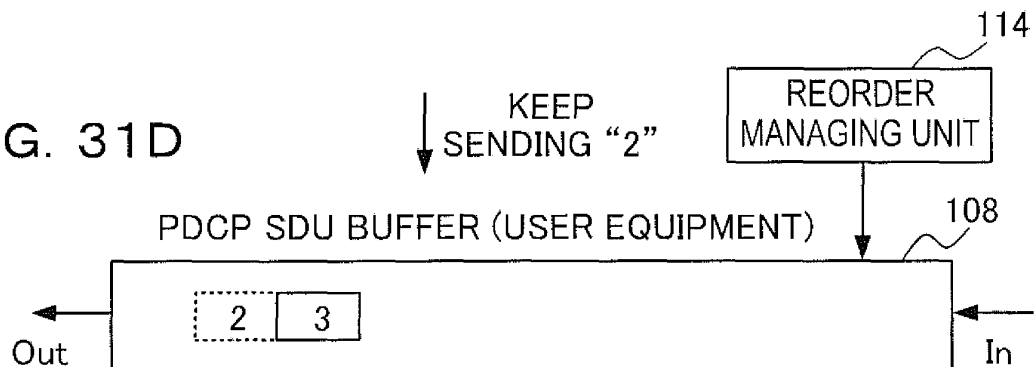 114
REORDER
MANAGING UNIT
KEEP
SENDING “2”
G. 31D
PDCP SDU BUFFER (USER EQUIPMENT)
108
2 3
Out
In